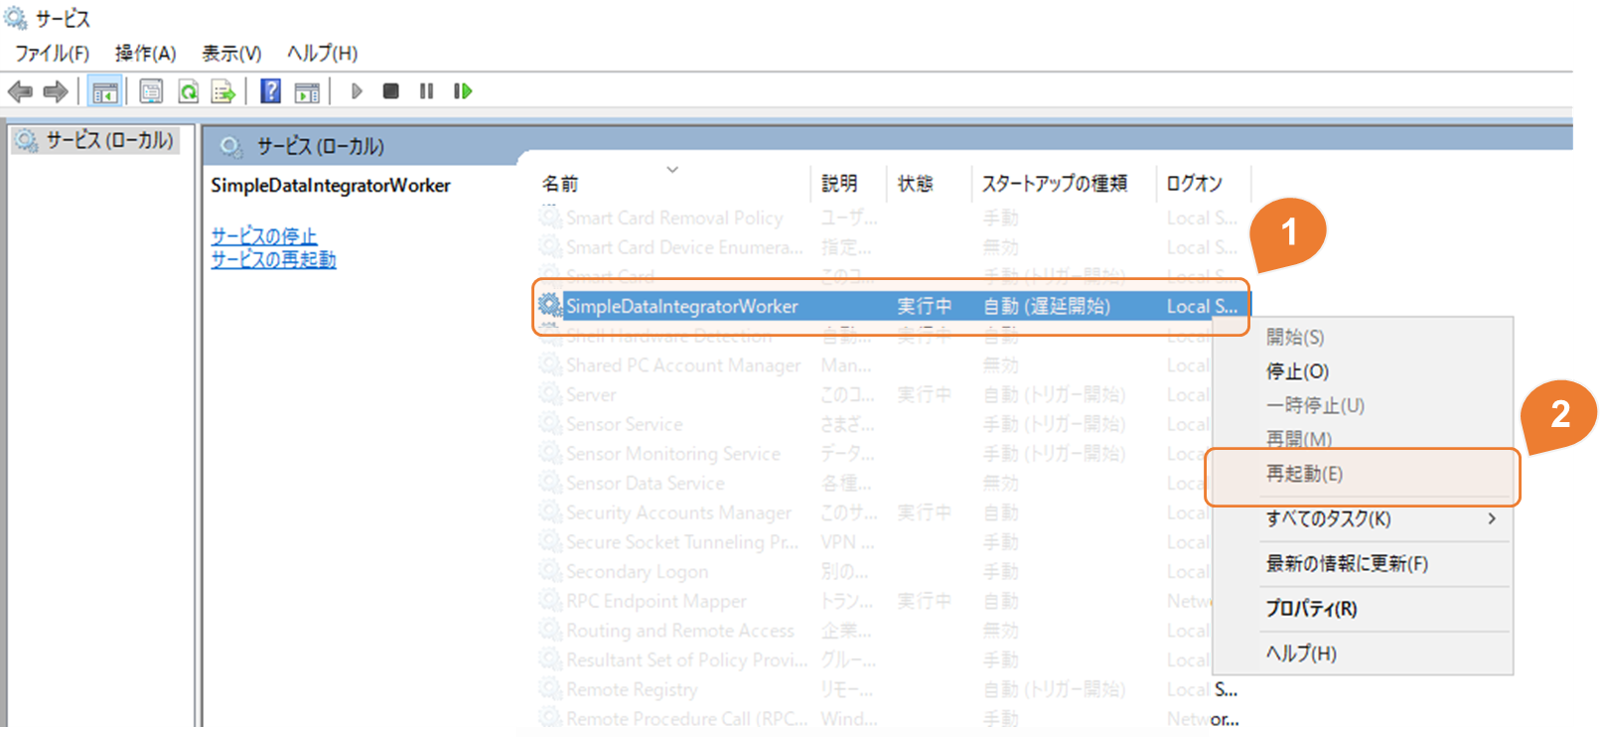 サービス
ファイル(F) 操作(A) 表示(V) ヘルプ(H)
サービス (ローカル)
サービス (ローカル)
SimpleDataIntegratorWorker
サービスの停止
サービスの再起動
名前 説明 状態 スタートアップの種類 ログオン
Smart Card Removal Policy ユーザ... 手動 Local S...
Smart Card Device Enumera... 指定... 無効 Local S...
Smart Card このコ... 手動 (トリガー開始) Local S...
SimpleDataIntegratorWorker 実行中 自動 (遅延開始) Local S...
Shell Hardware Detection 自動... 実行中 自動 Local
Shared PC Account Manager Man... 無効 Local
Server このコ... 実行中 自動 (トリガー開始) Local
Sensor Service さまざ... 手動 (トリガー開始) Local
Sensor Monitoring Service データ... 手動 (トリガー開始) Local
Sensor Data Service 各種... 無効 Local
Security Accounts Manager このサ... 実行中 自動 Local
Secure Socket Tunneling Pr... VPN ... 手動 Local
Secondary Logon 別の... 手動 Local
RPC Endpoint Mapper トラン... 実行中 自動 Netw
Routing and Remote Access 企業... 無効 Local
Resultant Set of Policy Provi... グルー... 手動 Local
Remote Registry リモー... 自動 (トリガー開始) Local S...
Remote Procedure Call (RPC... Wind... 手動 Networ...
1
開始(S)
停止(O)
一時停止(U)
再開(M)
再起動(E)
すべてのタスク(K)
最新の情報に更新(F)
プロパティ(R)
ヘルプ(H)
2